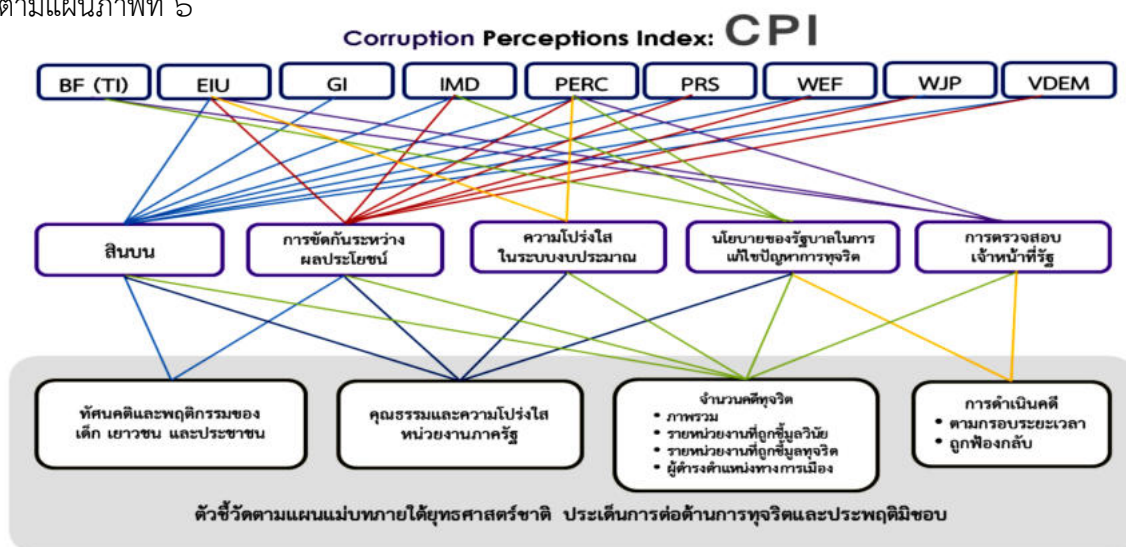 ตามแผนภาพที่ ๖
Corruption Perceptions Index: CPI
BF (TI)
EIU
GI
IMD
PERC
PRS
WEF
WJP
VDEM
สินบน
การขัดกันระหว่าง
ผลประโยชน์
ความโปร่งใส
ในระบบงบประมาณ
นโยบายของรัฐบาลในการ
แก้ไขปัญหาการทุจริต
การตรวจสอบ
เจ้าหน้าที่รัฐ
ทัศนคติและพฤติกรรมของ
เด็ก เยาวชน และประชาชน
คุณธรรมและความโปร่งใส
หน่วยงานภาครัฐ
จำนวนคดีทุจริต
• ภาพรวม
• รายหน่วยงานที่ถูกชี้มูลวินัย
• รายหน่วยงานที่ถูกชี้มูลทุจริต
• ผู้ดำรงตำแหน่งทางการเมือง
การดำเนินคดี
• ตามกรอบระยะเวลา
• ถูกฟ้องกลับ
ตัวชี้วัดตามแผนแม่บทภายใต้ยุทธศาสตร์ชาติ ประเด็นการต่อต้านการทุจริตและประพฤติมิชอบ